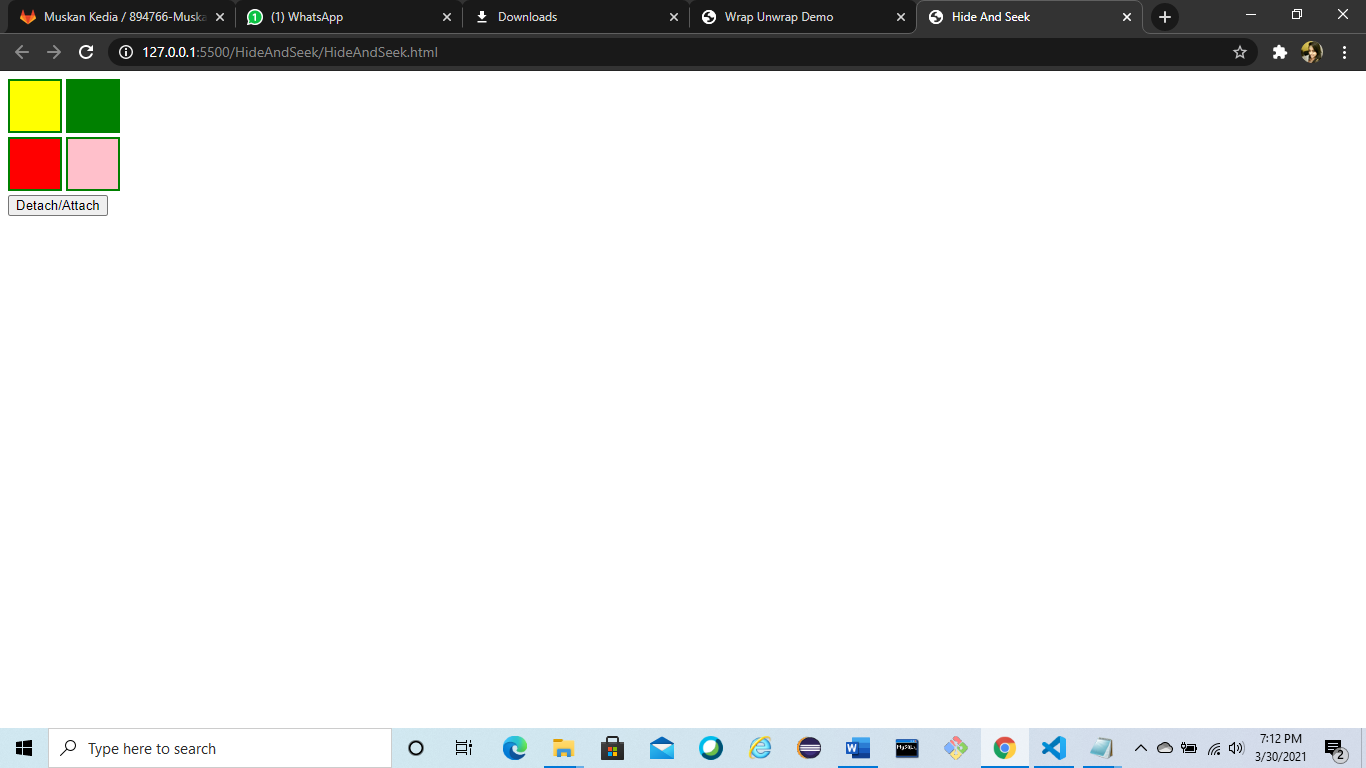 Muskan Kedia / 894766-Muska
(1) WhatsApp
Downloads
Wrap Unwrap Demo
Hide And Seek
127.0.0.1:5500/HideAndSeek/HideAndSeek.html
Detach/Attach
Type here to search
7:12 PM
3/30/2021
2